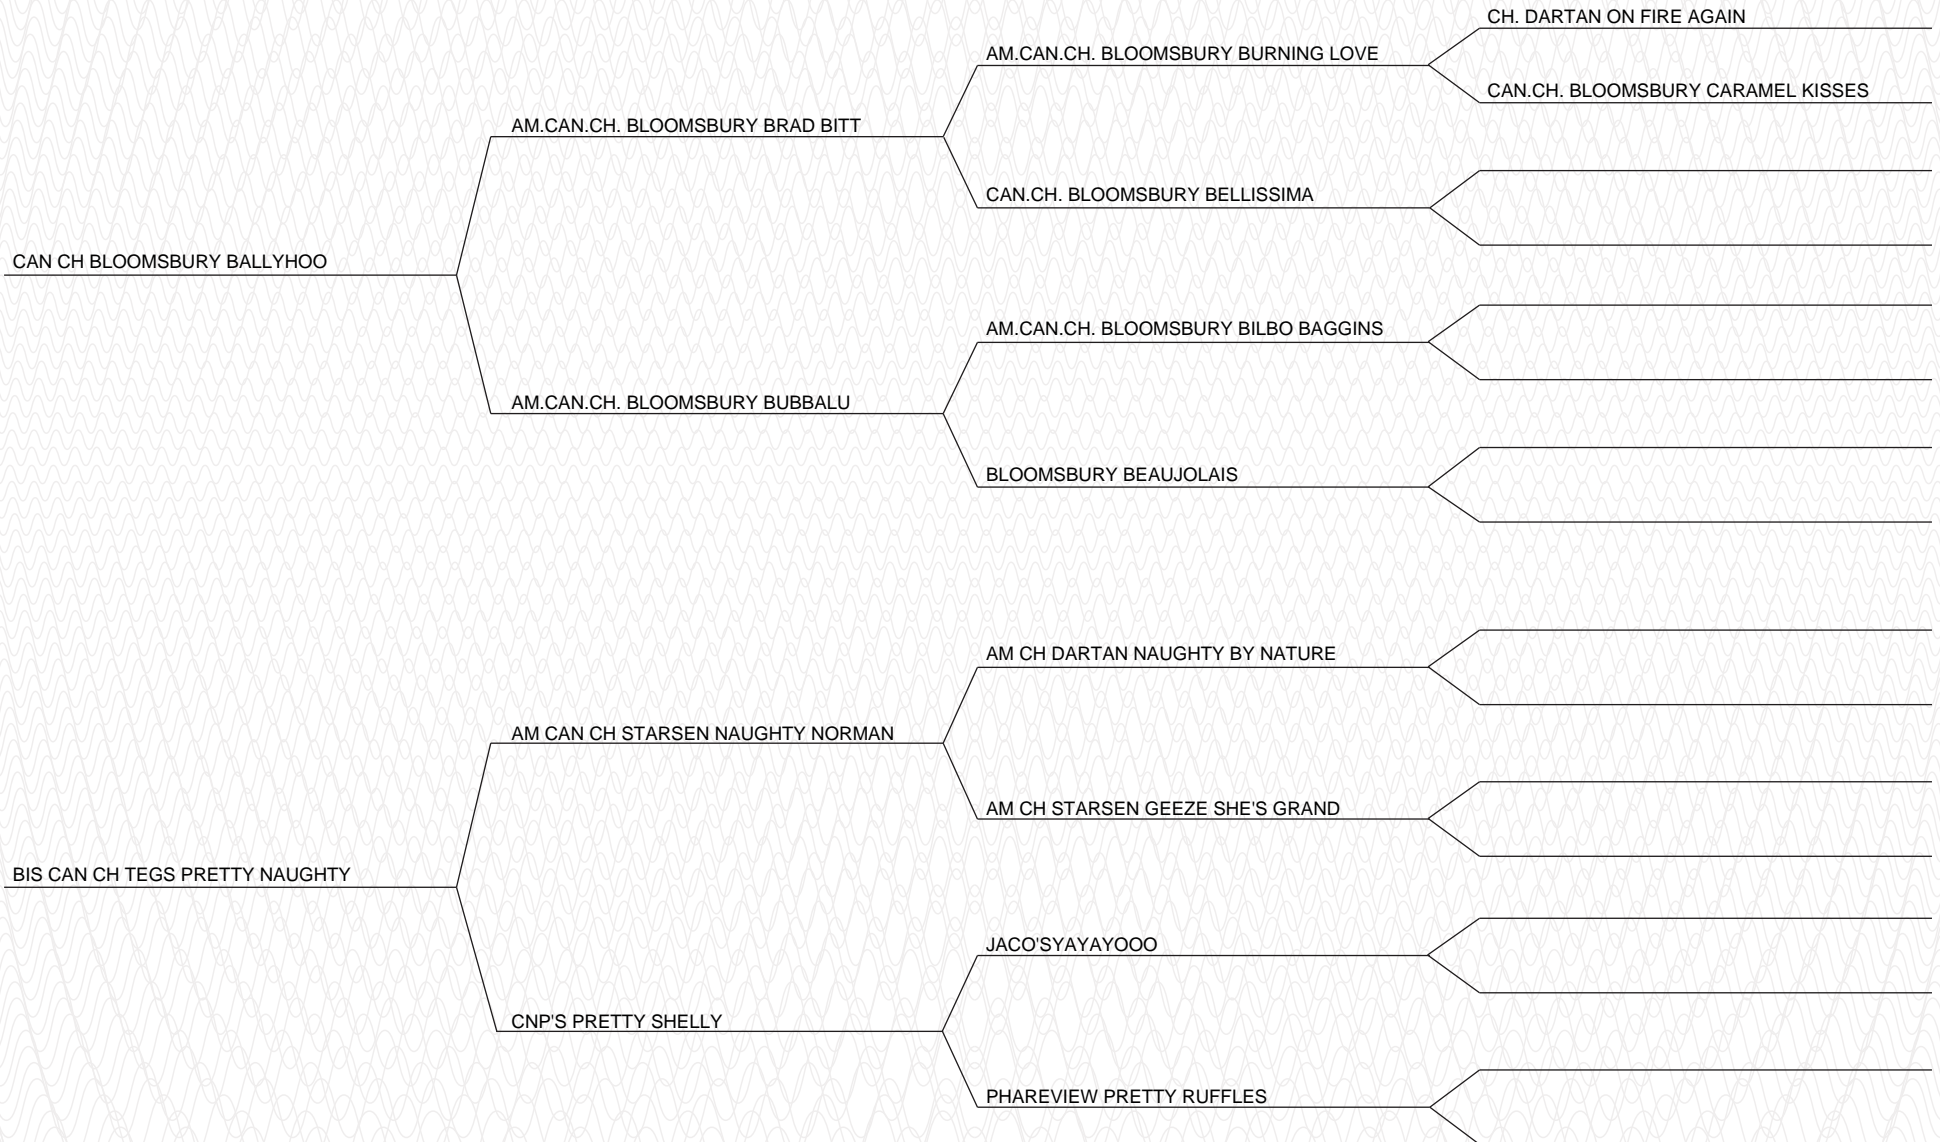 CH. DARTAN ON FIRE AGAIN
AM.CAN.CH. BLOOMSBURY BURNING LOVE
CAN.CH. BLOOMSBURY CARAMEL KISSES
AM.CAN.CH. BLOOMSBURY BRAD BITT
CAN.CH. BLOOMSBURY BELLISSIMA
CAN CH BLOOMSBURY BALLYHOO
AM.CAN.CH. BLOOMSBURY BILBO BAGGINS
AM.CAN.CH. BLOOMSBURY BUBBALU
BLOOMSBURY BEAUJOLAIS
AM CH DARTAN NAUGHTY BY NATURE
AM CAN CH STARSEN NAUGHTY NORMAN
AM CH STARSEN GEEZE SHE'S GRAND
BIS CAN CH TEGS PRETTY NAUGHTY
JACO'SYAYAYOOO
CNP'S PRETTY SHELLY
PHAREVIEW PRETTY RUFFLES